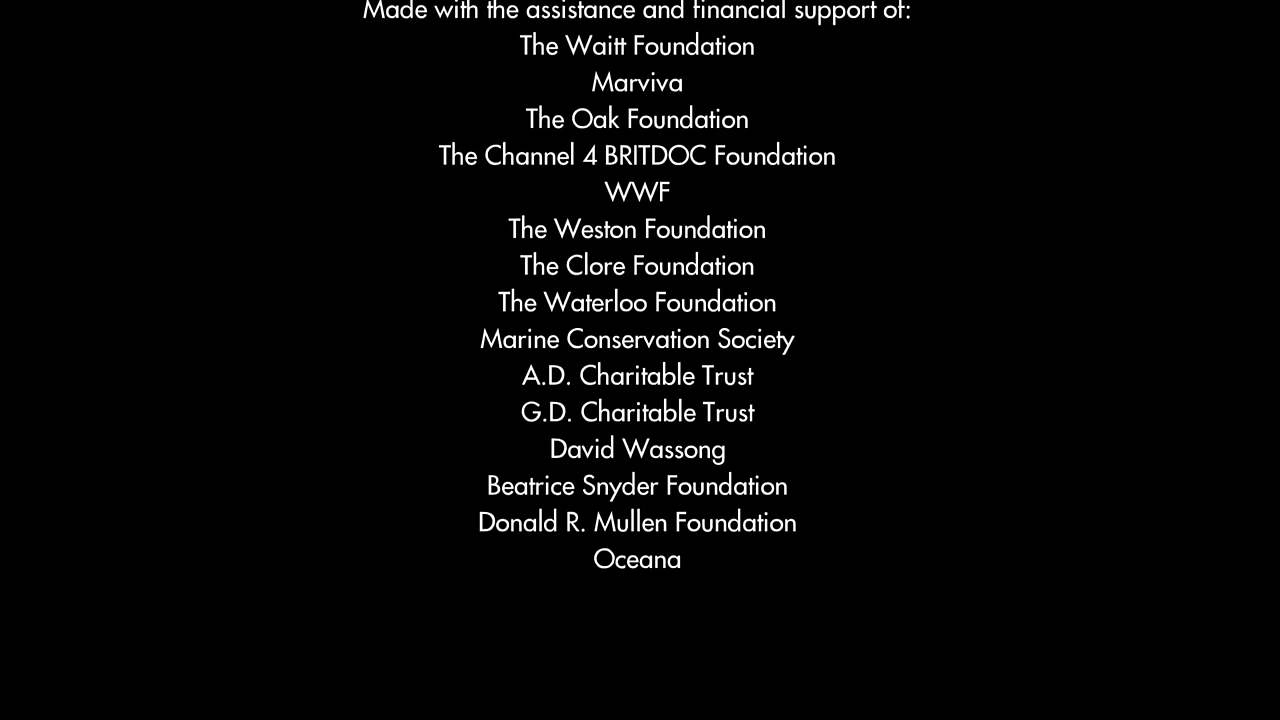 Made with the assistance and financial support of:
The Waitt Foundation
Marviva
The Oak Foundation
The Channel 4 BRITDOC Foundation
WWF
The Weston Foundation
The Clore Foundation
The Waterloo Foundation
Marine Conservation Society
A.D. Charitable Trust
G.D. Charitable Trust
David Wassong
Beatrice Snyder Foundation
Donald R. Mullen Foundation
Oceana